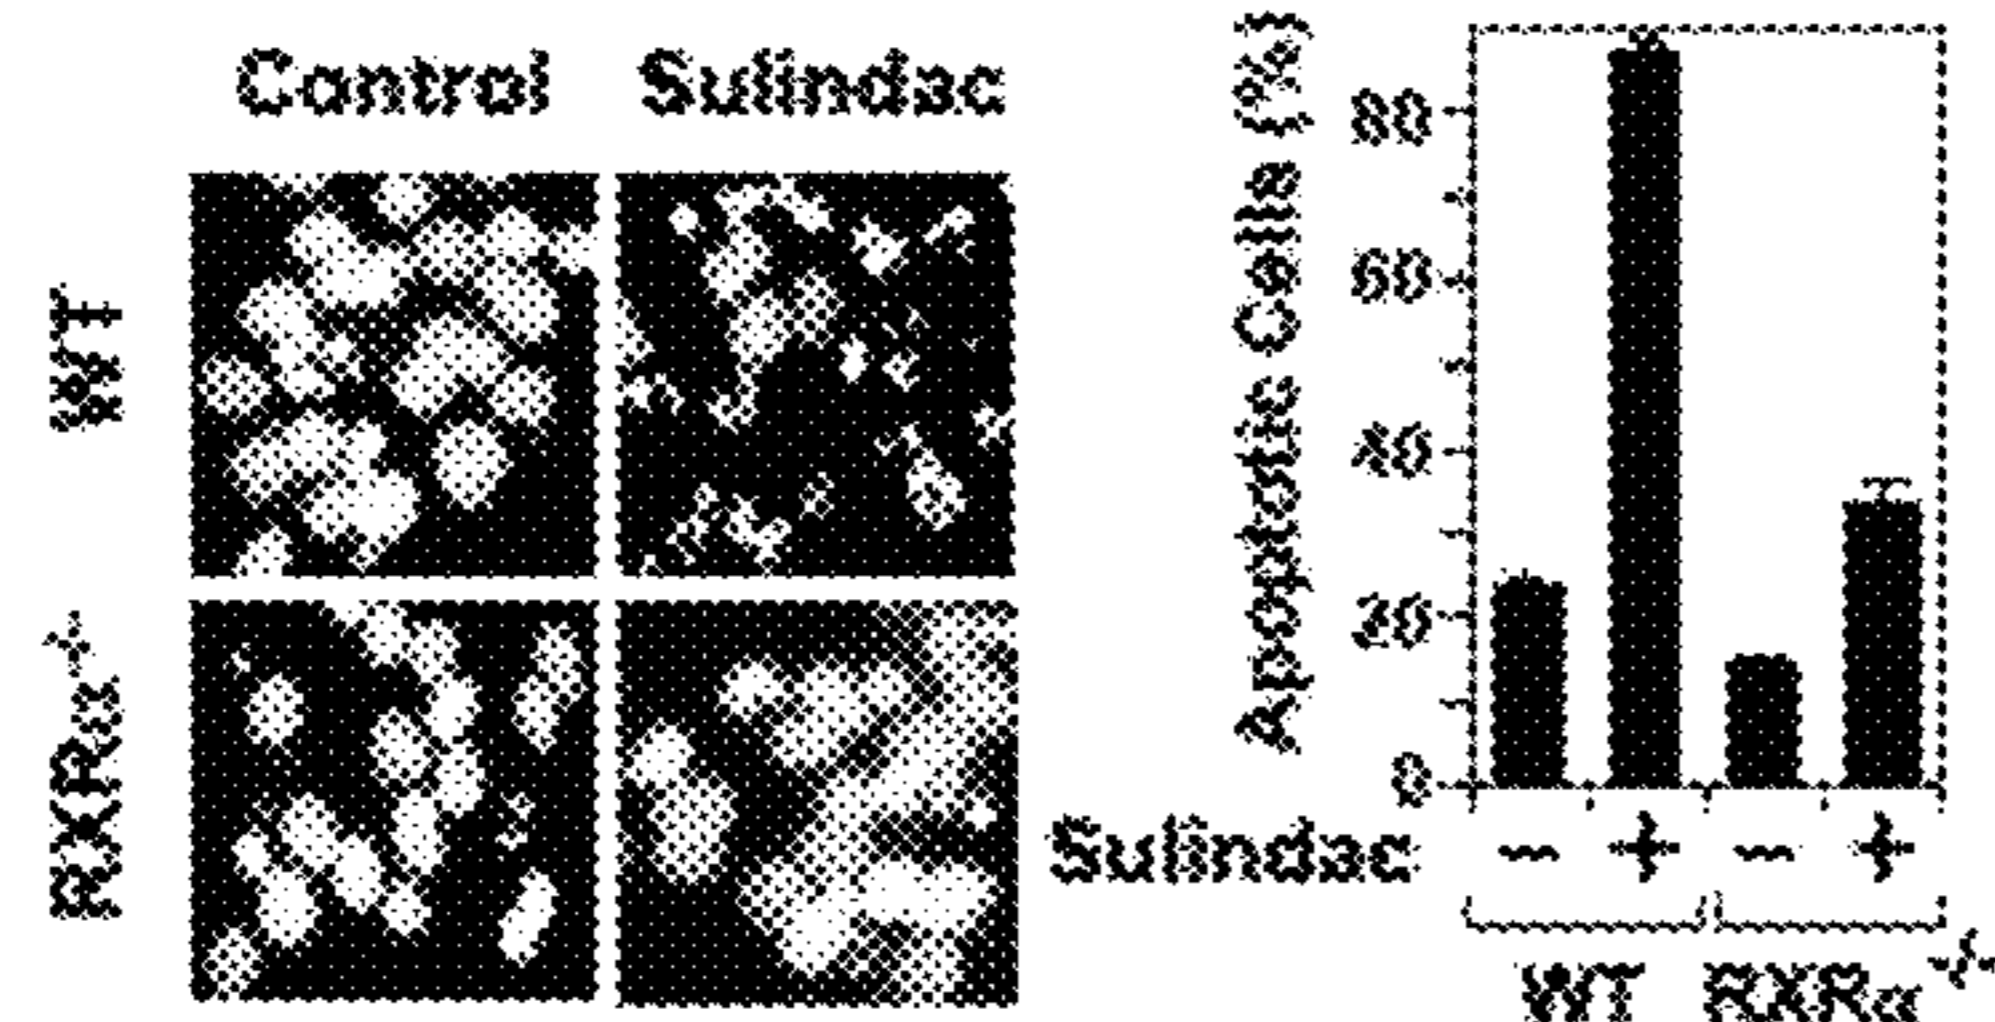 Control Sulindac
WT
RXRα-/-
Apoptotic Cells (%)
80
60
40
20
0
Sulindac - + - +
WT RXRα-/-